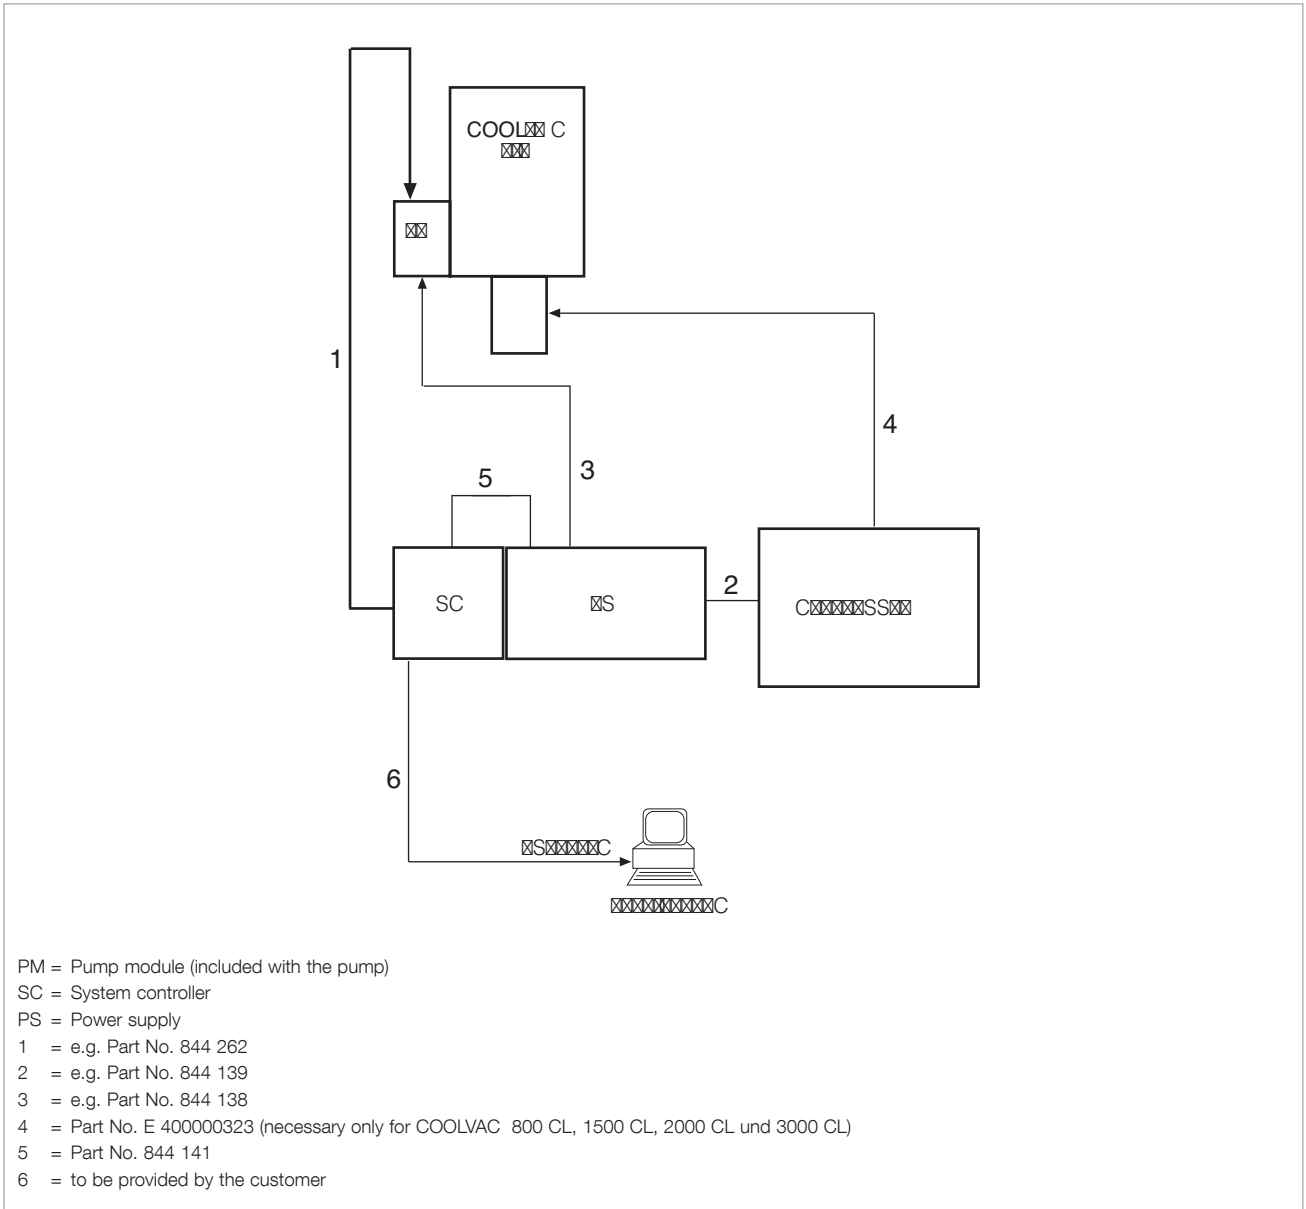 1
4
5
3
SC
2
6
PM = Pump module (included with the pump)
SC = System controller
PS = Power supply
1 = e.g. Part No. 844 262
2 = e.g. Part No. 844 139
3 = e.g. Part No. 844 138
4 = Part No. E 400000323 (necessary only for COOLVAC 800 CL, 1500 CL, 2000 CL und 3000 CL)
5 = Part No. 844 141
6 = to be provided by the customer